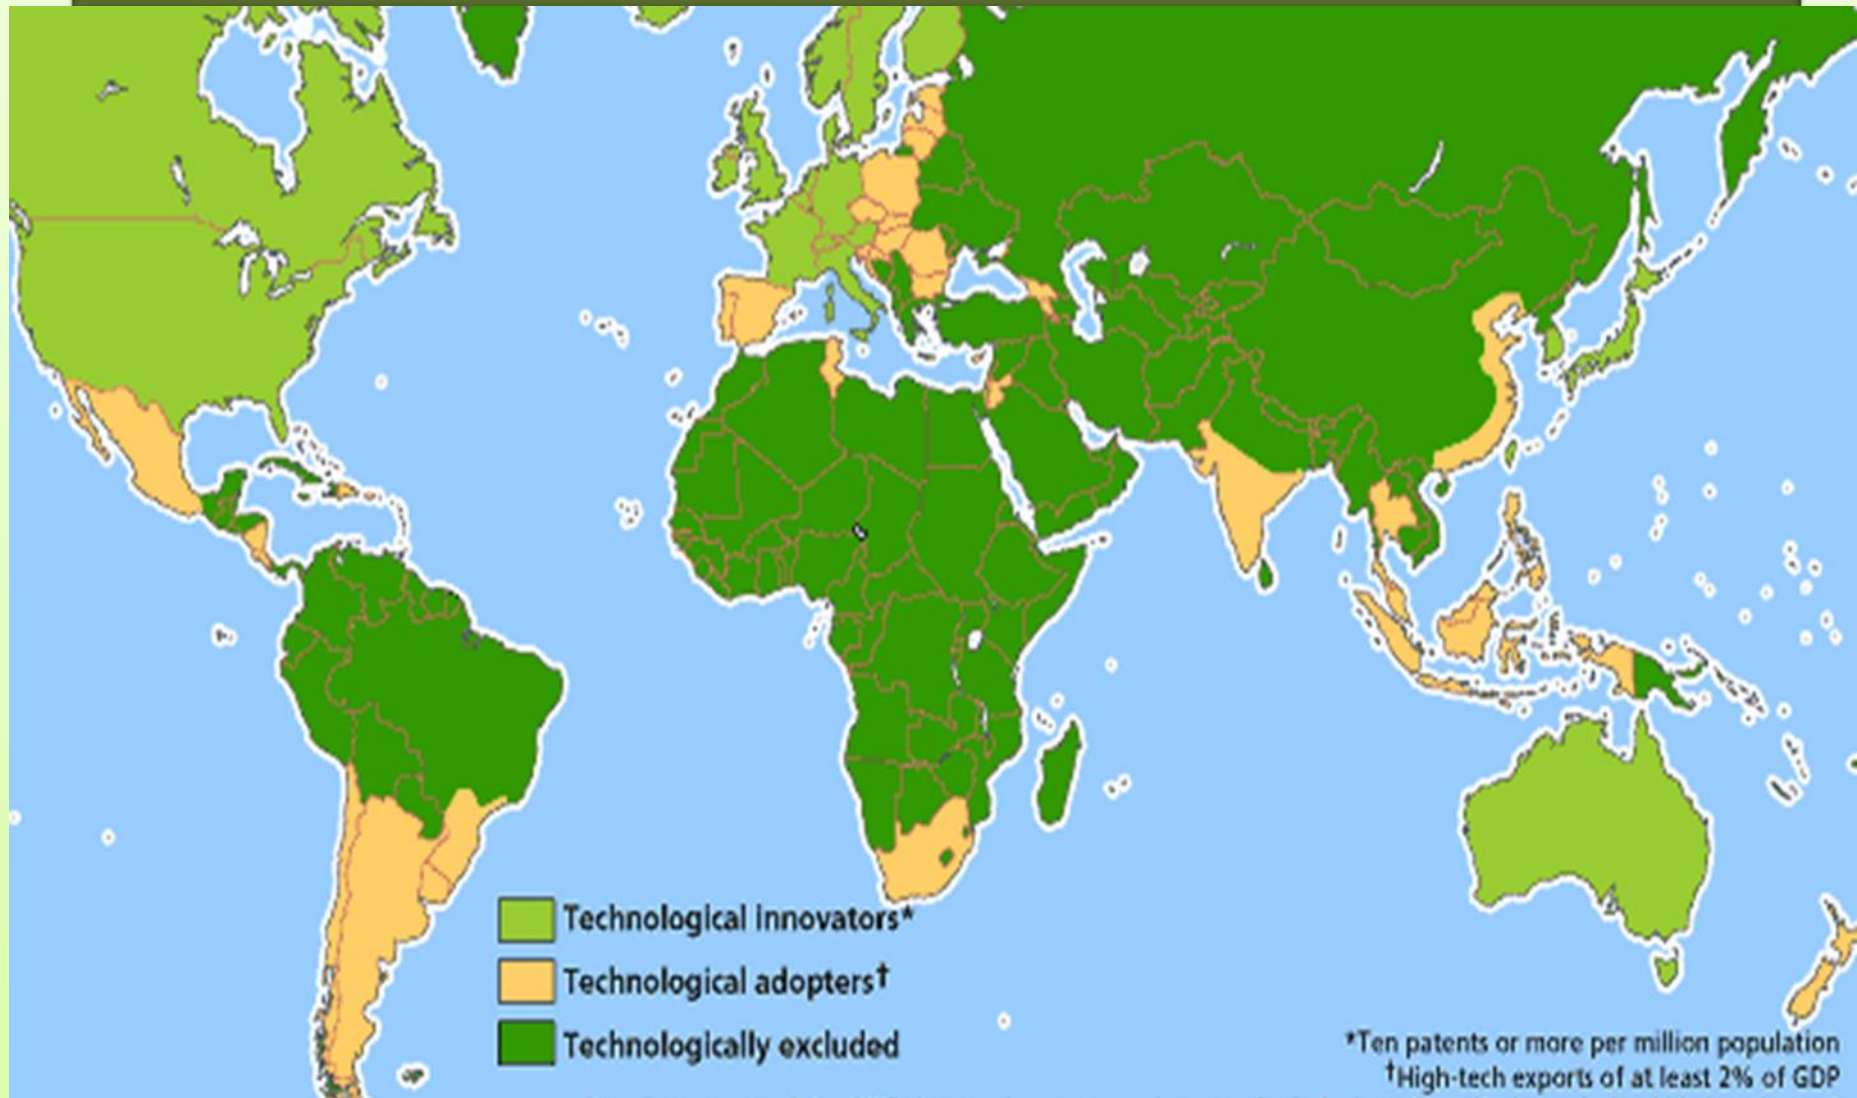 Technological innovators*
Technological adopters†
Technologically excluded
*Ten patents or more per million population
†High-tech exports of at least 2% of GDP